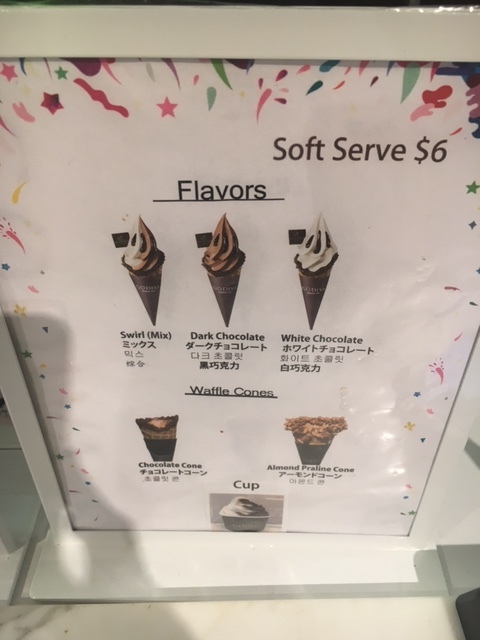 Soft Serve $6
Flavors
Swirl (Mix)
ミックス
믹스
综合
Dark Chocolate
ダークチョコレート
다크 초콜릿
黒巧克力
White Chocolate
ホワイトチョコレート
화이트 초콜릿
白巧克力
Waffle Cones
Chocolate Cone
チョコレートコーン
초콜릿 콘
Almond Praline Cone
アーモンドコーン
아몬드 콘
Cup